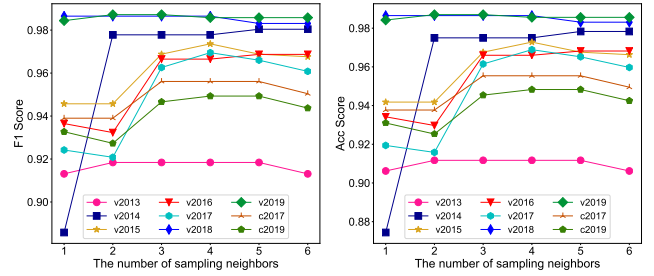 F1 Score
0.98
0.96
0.94
0.92
0.90
v2013 v2016 v2019
v2014 v2017 c2017
v2015 v2018 c2019
1 2 3 4 5 6
The number of sampling neighbors
Acc Score
0.98
0.96
0.94
0.92
0.90
0.88
v2013 v2016 v2019
v2014 v2017 c2017
v2015 v2018 c2019
1 2 3 4 5 6
The number of sampling neighbors